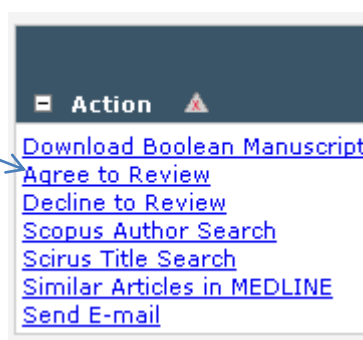 Action
Download Boolean Manuscript
Agree to Review
Decline to Review
Scopus Author Search
Scirus Title Search
Similar Articles in MEDLINE
Send E-mail